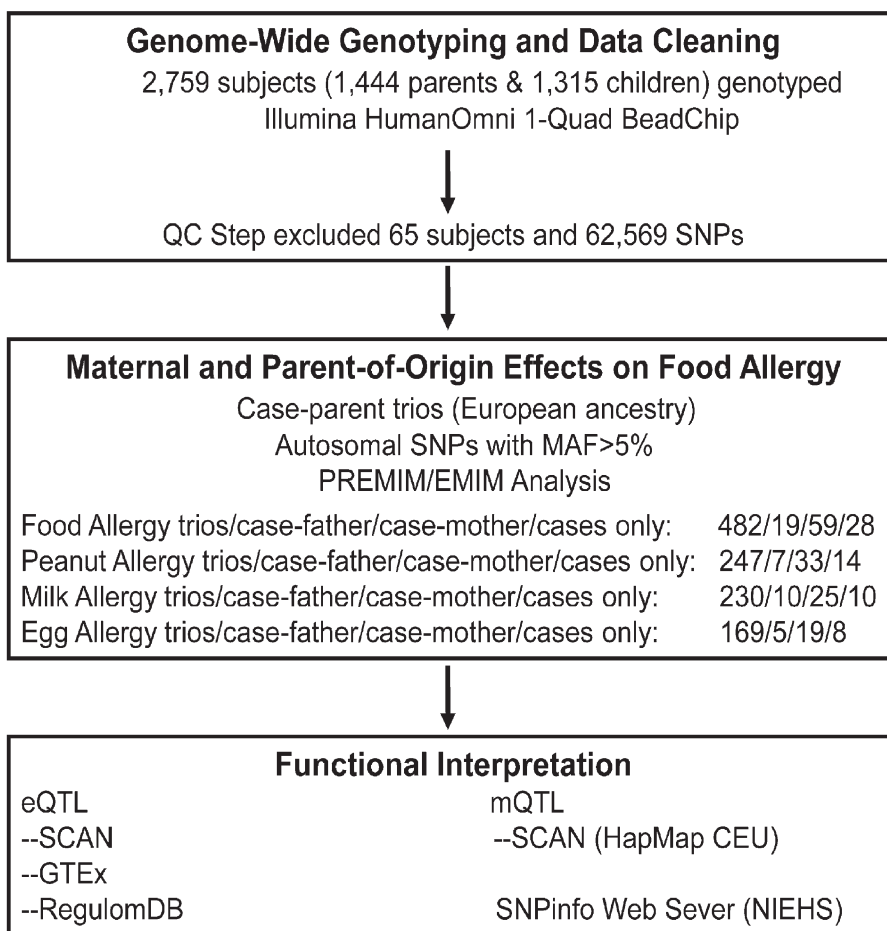 Genome-Wide Genotyping and Data Cleaning
2,759 subjects (1,444 parents & 1,315 children) genotyped
Illumina HumanOmni 1-Quad BeadChip
QC Step excluded 65 subjects and 62,569 SNPs
Maternal and Parent-of-Origin Effects on Food Allergy
Case-parent trios (European ancestry)
Autosomal SNPs with MAF>5%
PREMIM/EMIM Analysis
Food Allergy trios/case-father/case-mother/cases only: 482/19/59/28
Peanut Allergy trios/case-father/case-mother/cases only: 247/7/33/14
Milk Allergy trios/case-father/case-mother/cases only: 230/10/25/10
Egg Allergy trios/case-father/case-mother/cases only: 169/5/19/8
Functional Interpretation
eQTL mQTL
--SCAN --SCAN (HapMap CEU)
--GTEx
--RegulomDB SNPinfo Web Sever (NIEHS)